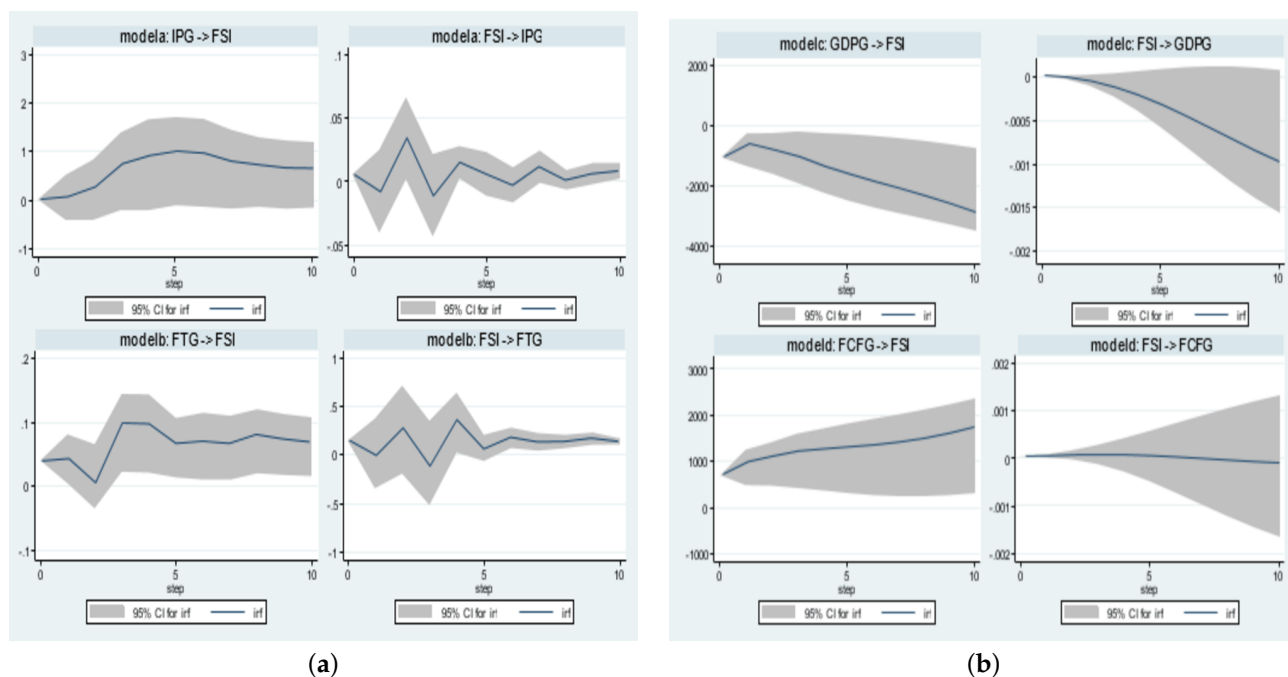 modela: IPG -> FSI
3
2
1
0
-1
0 5 10
step
95% CI for irf irf
modela: FSI -> IPG
.1
.05
0
-.05
0 5 10
step
95% CI for irf irf
modelb: FTG -> FSI
.2
.1
0
-.1
0 5 10
step
95% CI for irf irf
modelb: FSI -> FTG
1
.5
0
-.5
-1
0 5 10
step
95% CI for irf irf
(a)
modelc: GDPG -> FSI
2000
0
-2000
-4000
0 5 10
step
95% CI for irf irf
modelc: FSI -> GDPG
0
-.0005
-.001
-.0015
-.002
0 5 10
step
95% CI for irf irf
modeld: FCFG -> FSI
3000
2000
1000
0
-1000
0 5 10
step
95% CI for irf irf
modeld: FSI -> FCFG
.002
.001
0
-.001
-.002
0 5 10
step
95% CI for irf irf
(b)